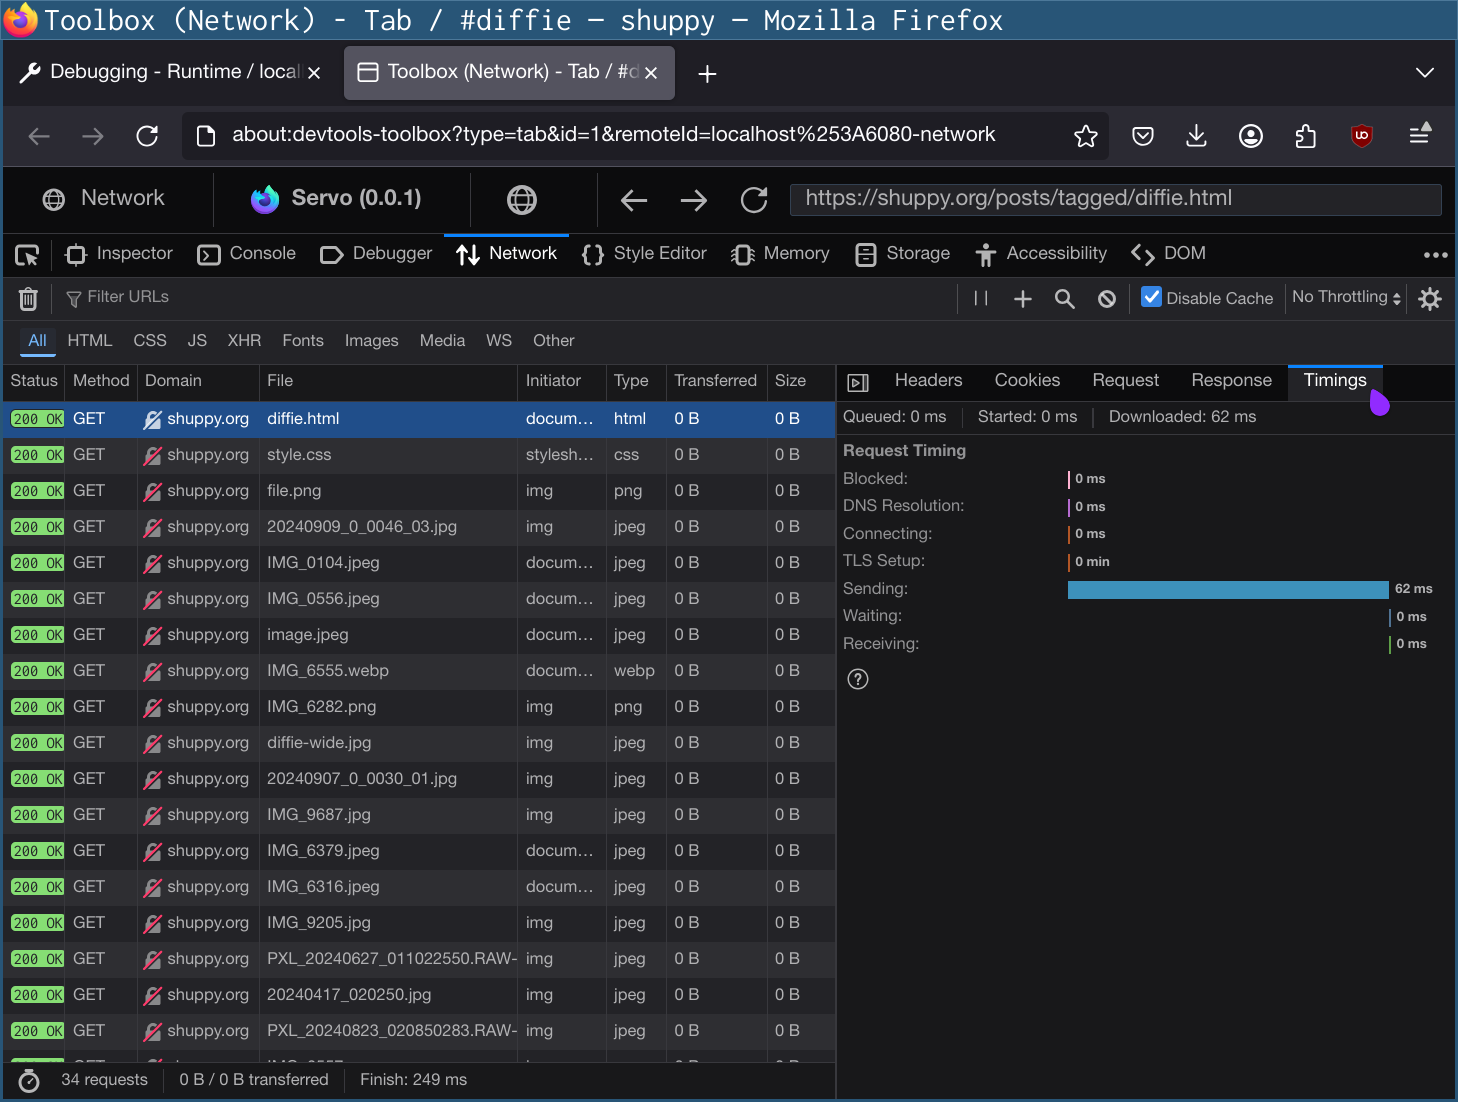 Toolbox (Network) - Tab / #diffie — shuppy — Mozilla Firefox
Debugging - Runtime / local
Toolbox (Network) - Tab / #d
about:devtools-toolbox?type=tab&id=1&remoteId=localhost%253A6080-network
Network
Servo (0.0.1)
https://shuppy.org/posts/tagged/diffie.html
Inspector Console Debugger Network Style Editor Memory Storage Accessibility DOM
Filter URLs
Disable Cache
No Throttling
All HTML CSS JS XHR Fonts Images Media WS Other
Status Method Domain File Initiator Type Transferred Size
200 OK GET shuppy.org diffie.html docum… html 0 B 0 B
200 OK GET shuppy.org style.css stylesh… css 0 B 0 B
200 OK GET shuppy.org file.png img png 0 B 0 B
200 OK GET shuppy.org 20240909_0_0046_03.jpg img jpeg 0 B 0 B
200 OK GET shuppy.org IMG_0104.jpeg docum… jpeg 0 B 0 B
200 OK GET shuppy.org IMG_0556.jpeg docum… jpeg 0 B 0 B
200 OK GET shuppy.org image.jpeg docum… jpeg 0 B 0 B
200 OK GET shuppy.org IMG_6555.webp docum… webp 0 B 0 B
200 OK GET shuppy.org IMG_6282.png img png 0 B 0 B
200 OK GET shuppy.org diffie-wide.jpg img jpeg 0 B 0 B
200 OK GET shuppy.org 20240907_0_0030_01.jpg img jpeg 0 B 0 B
200 OK GET shuppy.org IMG_9687.jpg img jpeg 0 B 0 B
200 OK GET shuppy.org IMG_6379.jpeg docum… jpeg 0 B 0 B
200 OK GET shuppy.org IMG_6316.jpeg docum… jpeg 0 B 0 B
200 OK GET shuppy.org IMG_9205.jpg img jpeg 0 B 0 B
200 OK GET shuppy.org PXL_20240627_011022550.RAW- img jpeg 0 B 0 B
200 OK GET shuppy.org 20240417_020250.jpg img jpeg 0 B 0 B
200 OK GET shuppy.org PXL_20240823_020850283.RAW- img jpeg 0 B 0 B
34 requests 0 B / 0 B transferred Finish: 249 ms
Headers Cookies Request Response Timings
Queued: 0 ms Started: 0 ms Downloaded: 62 ms
Request Timing
Blocked: 0 ms
DNS Resolution: 0 ms
Connecting: 0 ms
TLS Setup: 0 min
Sending: 62 ms
Waiting: 0 ms
Receiving: 0 ms